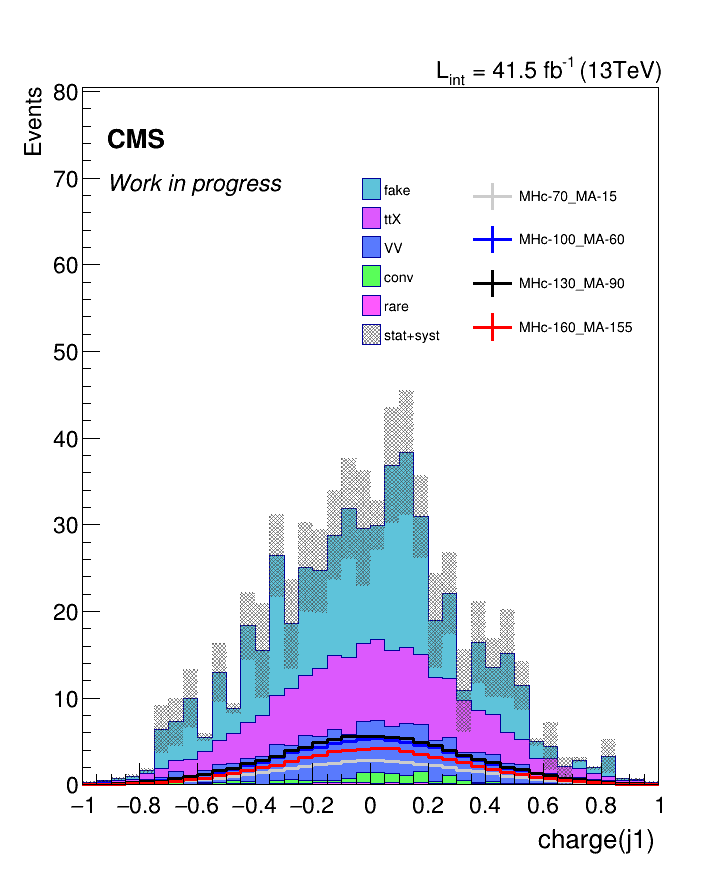 L_int = 41.5 fb^-1 (13TeV)
Events
80
CMS
Work in progress
70
60
50
40
30
20
10
0
fake
ttX
VV
conv
rare
stat+syst
MHc-70_MA-15
MHc-100_MA-60
MHc-130_MA-90
MHc-160_MA-155
−1 −0.8 −0.6 −0.4 −0.2 0 0.2 0.4 0.6 0.8 1
charge(j1)